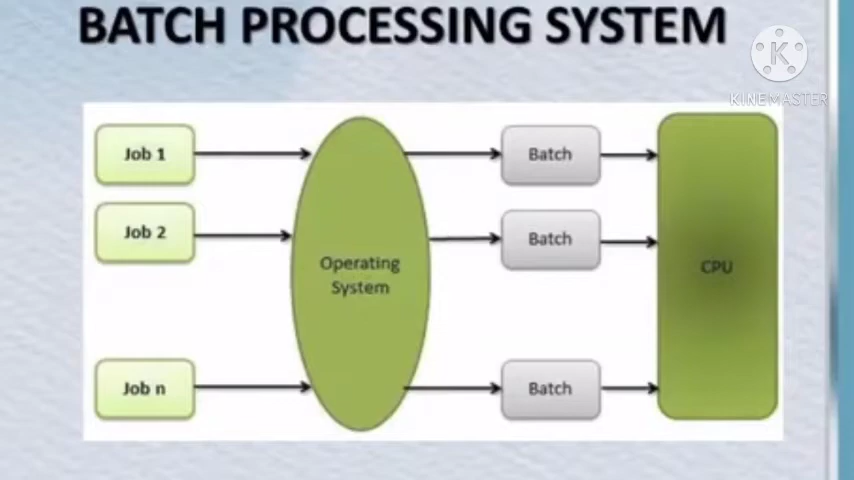 BATCH PROCESSING SYSTEM
K
KINEMASTER
Job 1
Batch
Job 2
Batch
Operating
System
CPU
Job n
Batch